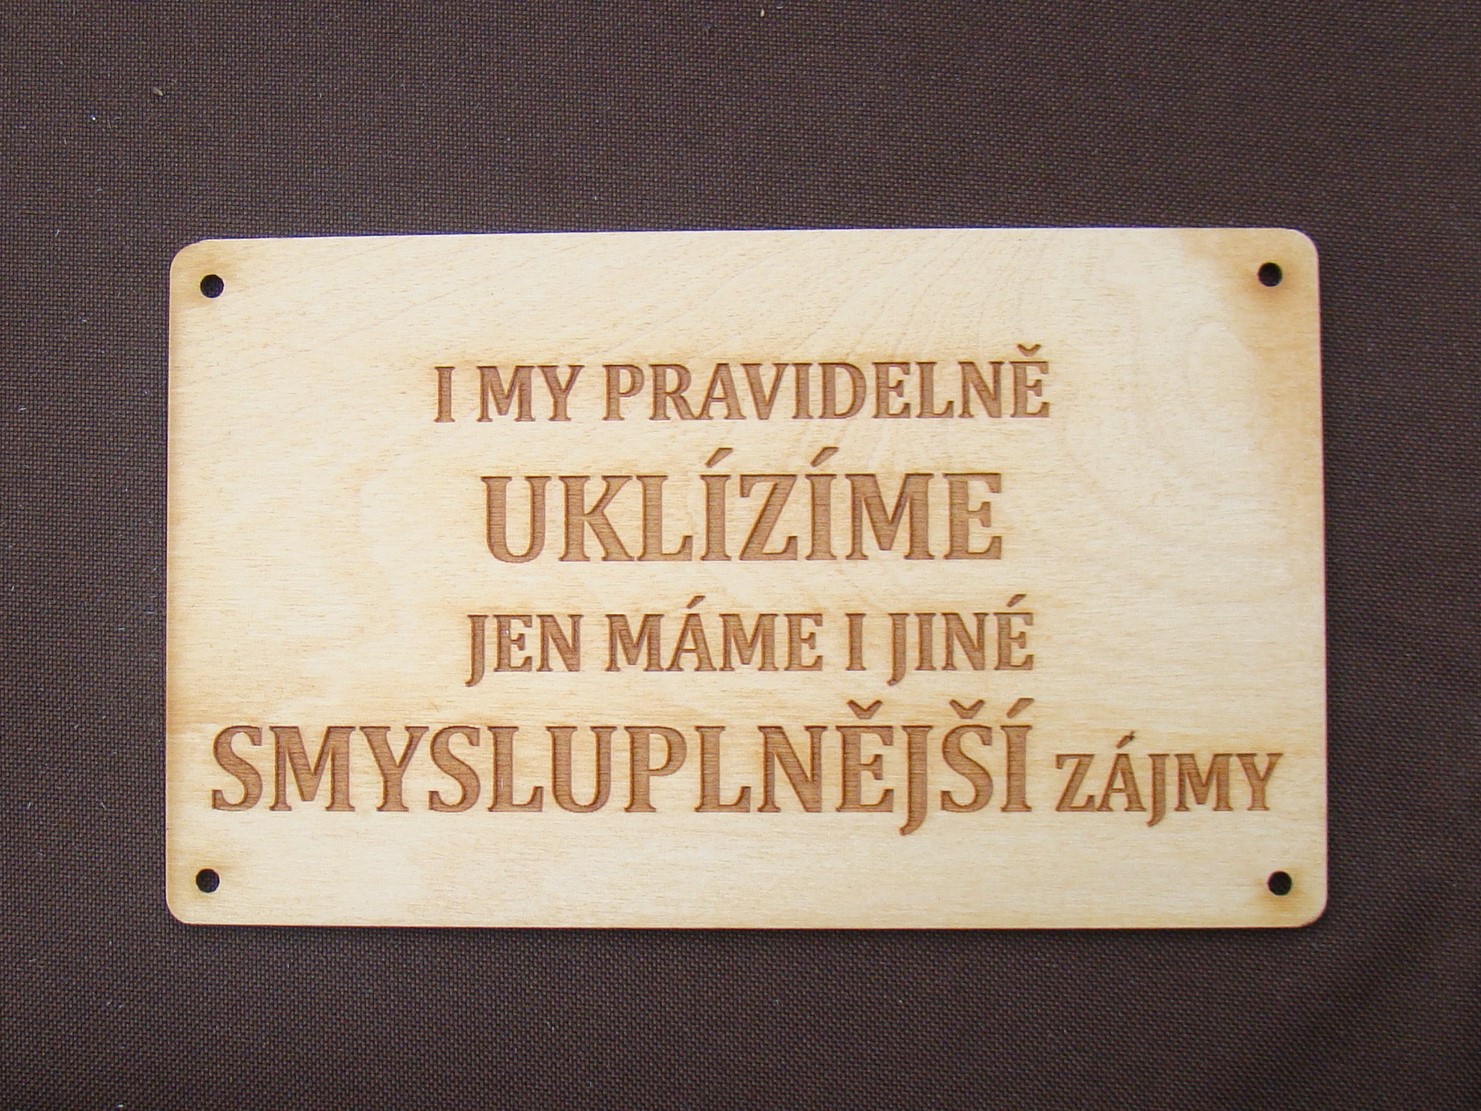 I MY PRAVIDELNĚ
UKLÍZÍME
JEN MÁME I JINÉ
SMYSLUPLNĚJŠÍ ZÁJMY